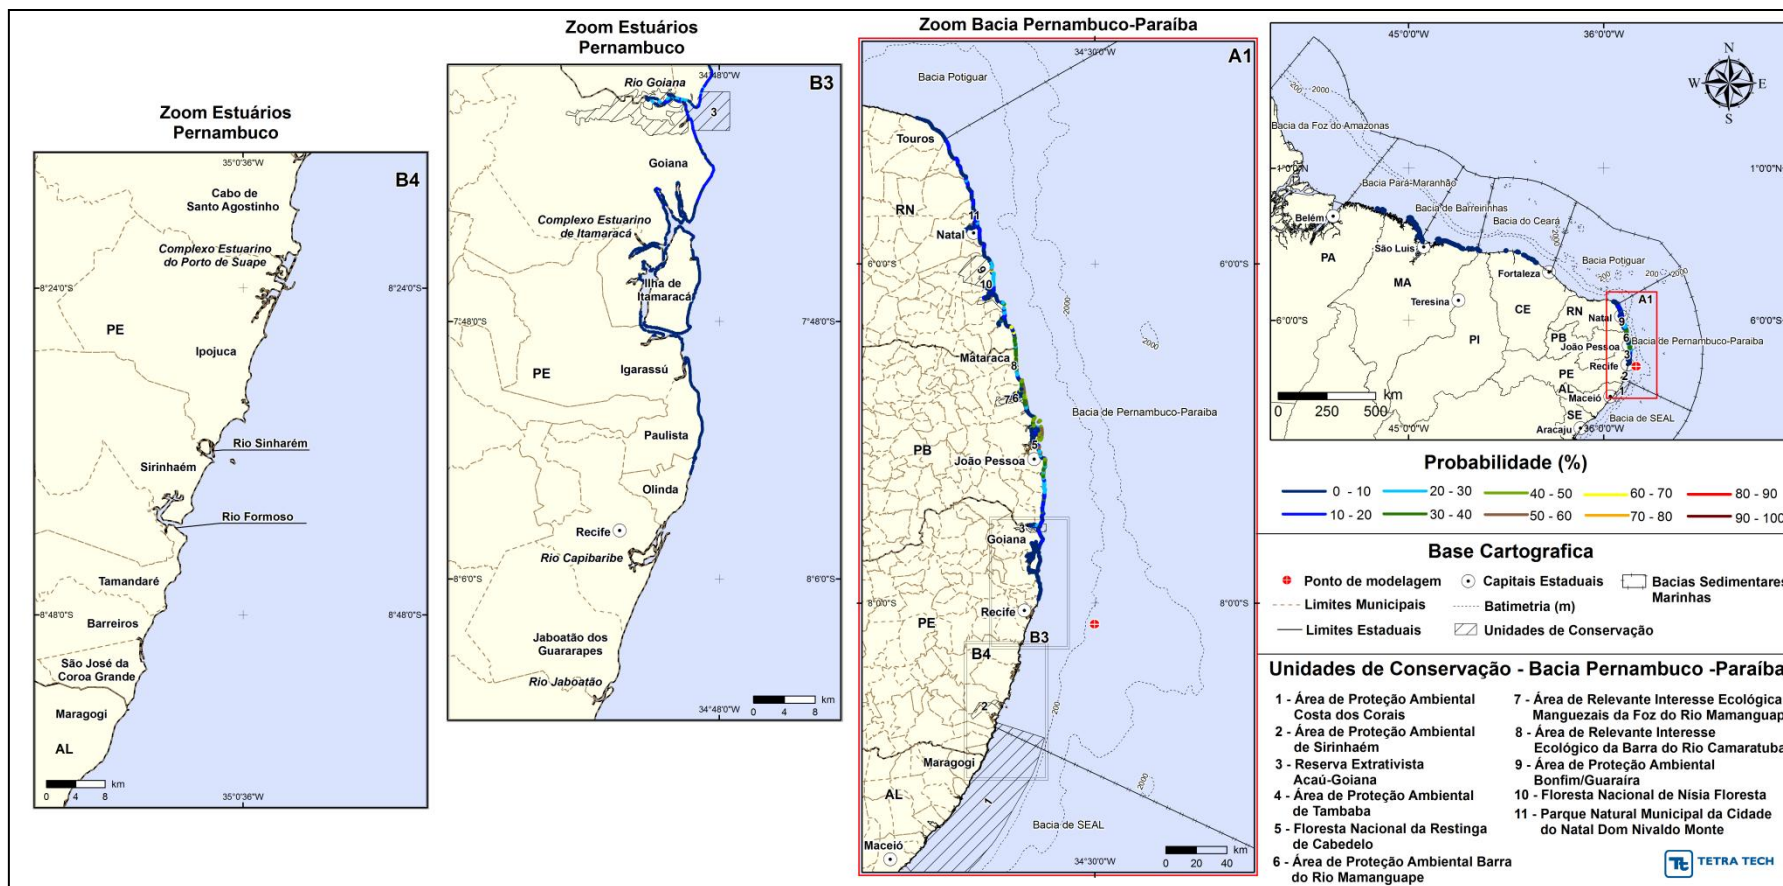 Zoom Estuários
Pernambuco
35°0'36"W
B4
Cabo de
Santo Agostinho
Complexo Estuarino
do Porto de Suape
8°24'0"S
8°24'0"S
PE
Ipojuca
Rio Sinharém
Sirinhaém
Rio Formoso
Tamandaré
8°48'0"S
8°48'0"S
Barreiros
São José da
Coroa Grande
Maragogi
AL
0 4 8 km
35°0'36"W
Zoom Estuários
Pernambuco
34°48'0"W
B3
Rio Goiana
3
Goiana
Complexo Estuarino
de Itamaracá
Ilha de
Itamaracá
7°48'0"S
7°48'0"S
Igarassú
PE
Paulista
Olinda
Recife
Rio Capibaribe
8°6'0"S
8°6'0"S
Jaboatão dos
Guararapes
Rio Jaboatão
0 4 8 km
34°48'0"W
Zoom Bacia Pernambuco-Paraíba
34°30'0"W
A1
Bacia Potiguar
Touros
RN
11
Natal
6°0'0"S
6°0'0"S
9
10
2000
2000
Mataraca
8
7 6
Bacia de Pernambuco-Paraiba
PB
5
João Pessoa
3
Goiana
8°0'0"S
8°0'0"S
Recife
PE
B3
B4
2
200
Maragogi
2000
1
AL
Bacia de SEAL
Maceió
0 20 40 km
34°30'0"W
45°0'0"W
36°0'0"W
N
W
E
S
200
2000
Bacia da Foz do Amazonas
1°0'0"N
1°0'0"N
Bacia Pará-Maranhão
Bacia de Barreirinhas
Belém
Bacia do Ceará
200
2000
São Luis
PA
Bacia Potiguar
Fortaleza
200
2000
MA
Teresina
A1
CE
RN
Natal
9
6°0'0"S
6°0'0"S
PI
PB
João Pessoa
6
Bacia de Pernambuco-Paraiba
3
Recife
PE
2
AL
Maceió
1
0 250 500 km
SE
Bacia de SEAL
Aracaju
45°0'0"W
36°0'0"W
Probabilidade (%)
0 - 10
20 - 30
40 - 50
60 - 70
80 - 90
10 - 20
30 - 40
50 - 60
70 - 80
90 - 100
Base Cartografica
Ponto de modelagem
Capitais Estaduais
Bacias Sedimentares
Marinhas
Limites Municipais
Batimetria (m)
Limites Estaduais
Unidades de Conservação
Unidades de Conservação - Bacia Pernambuco -Paraíba
1 - Área de Proteção Ambiental
Costa dos Corais
2 - Área de Proteção Ambiental
de Sirinhaém
3 - Reserva Extrativista
Acaú-Goiana
4 - Área de Proteção Ambiental
de Tambaba
5 - Floresta Nacional da Restinga
de Cabedelo
6 - Área de Proteção Ambiental Barra
do Rio Mamanguape
7 - Área de Relevante Interesse Ecológica
Manguezais da Foz do Rio Mamanguap
8 - Área de Relevante Interesse
Ecológico da Barra do Rio Camaratuba
9 - Área de Proteção Ambiental
Bonfim/Guaraíra
10 - Floresta Nacional de Nísia Floresta
11 - Parque Natural Municipal da Cidade
do Natal Dom Nivaldo Monte
Tt TETRA TECH